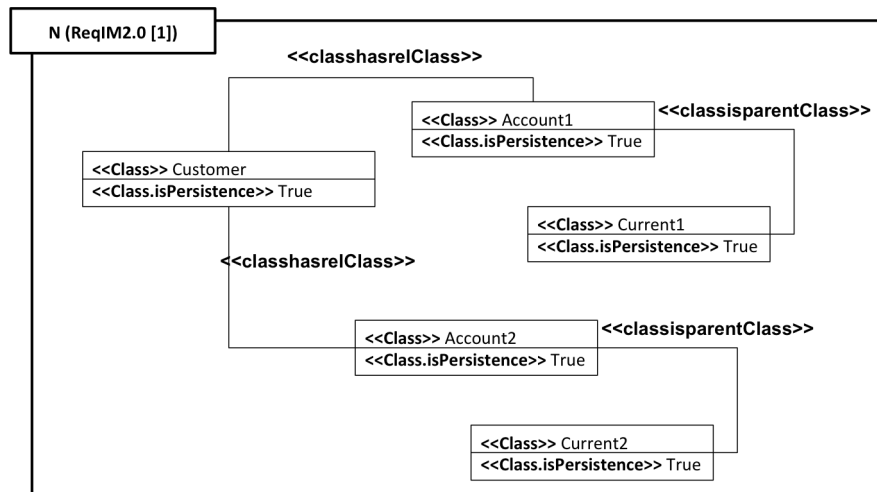 N (ReqIM2.0 [1])
<<classhasrelClass>>
<<Class>> Account1
<<Class.isPersistence>> True
<<classisparentClass>>
<<Class>> Customer
<<Class.isPersistence>> True
<<Class>> Current1
<<Class.isPersistence>> True
<<classhasrelClass>>
<<Class>> Account2
<<Class.isPersistence>> True
<<classisparentClass>>
<<Class>> Current2
<<Class.isPersistence>> True